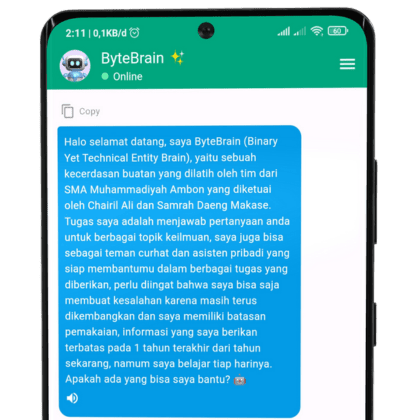 2:11 | 0,1KB/d
60
ByteBrain
Online
Copy
Halo selamat datang, saya ByteBrain (Binary
Yet Technical Entity Brain), yaitu sebuah
kecerdasan buatan yang dilatih oleh tim dari
SMA Muhammadiyah Ambon yang diketuai
oleh Chairil Ali dan Samrah Daeng Makase.
Tugas saya adalah menjawab pertanyaan anda
untuk berbagai topik keilmuan, saya juga bisa
sebagai teman curhat dan asisten pribadi yang
siap membantumu dalam berbagai tugas yang
diberikan, perlu diingat bahwa saya bisa saja
membuat kesalahan karena masih terus
dikembangkan dan saya memiliki batasan
pemakaian, informasi yang saya berikan
terbatas pada 1 tahun terakhir dari tahun
sekarang, namum saya belajar tiap harinya.
Apakah ada yang bisa saya bantu? 🤖